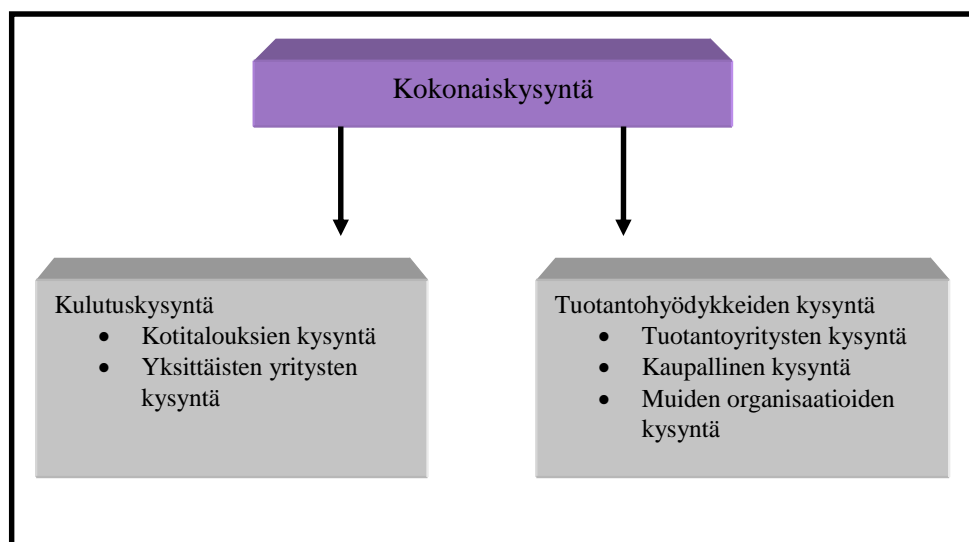 Kokonaiskysyntä
Kulutuskysyntä
• Kotitalouksien kysyntä
• Yksittäisten yritysten
kysyntä
Tuotantohyödykkeiden kysyntä
• Tuotantoyritysten kysyntä
• Kaupallinen kysyntä
• Muiden organisaatioiden
kysyntä